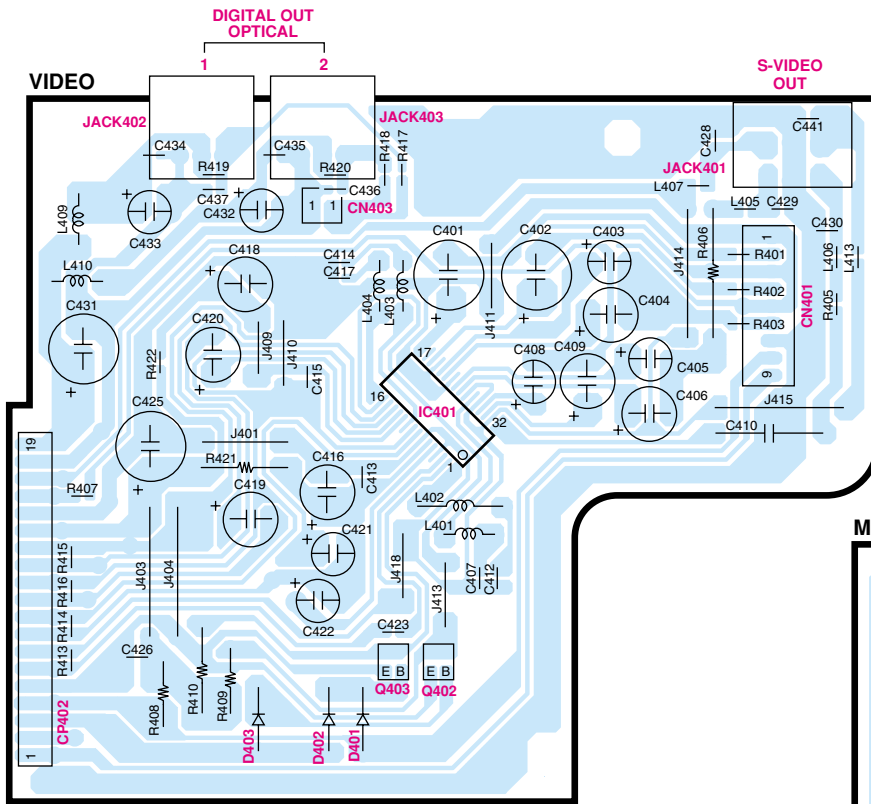 DIGITAL OUT
OPTICAL
1
2
VIDEO
S-VIDEO
OUT
JACK402
JACK403
C434
C435
R418
R417
C428
C441
JACK401
R419
R420
C437
C436
L407
+
C432
+
1
1
CN403
L409
C433
L405
C429
C430
C418
C414
C401
C402
C403
+
R406
1
R401
L406
L413
L410
+
C417
+
+
J414
R402
CN401
C431
C420
L404
L403
J411
+
C404
R405
R403
+
J409
J410
17
C408
C409
+
C405
R422
C415
16
IC401
+
+
C406
9
+
C425
32
+
J415
19
J401
1
C410
R421
C416
C413
R407
+
C419
L402
+
+
C421
L401
R415
J403
J404
+
J418
C407
C412
R416
C422
J413
R414
C423
R413
C426
E B
E B
Q403
Q402
R408
R410
R409
CP402
1
D403
D402
D401
M